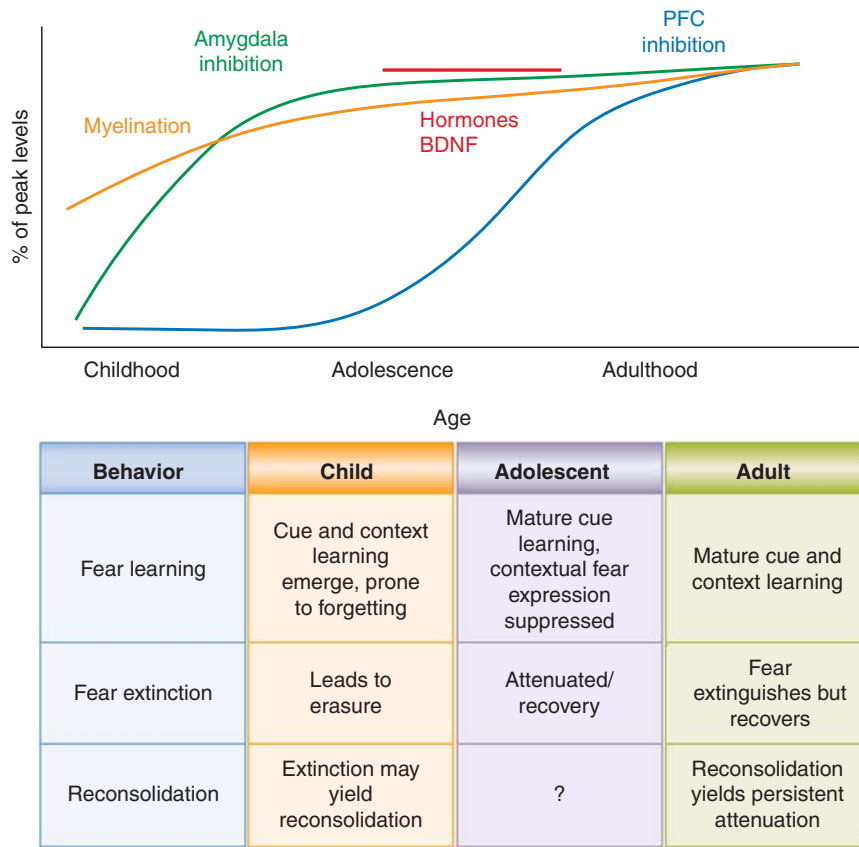 PFC
inhibition
Amygdala
inhibition
Myelination
Hormones
BDNF
% of peak levels
Childhood
Adolescence
Adulthood
Age
Behavior
Child
Adolescent
Adult
Fear learning
Cue and context
learning
emerge, prone
to forgetting
Mature cue
learning,
contextual fear
expression
suppressed
Mature cue and
context learning
Fear extinction
Leads to
erasure
Attenuated/
recovery
Fear
extinguishes but
recovers
Reconsolidation
Extinction may
yield
reconsolidation
?
Reconsolidation
yields persistent
attenuation